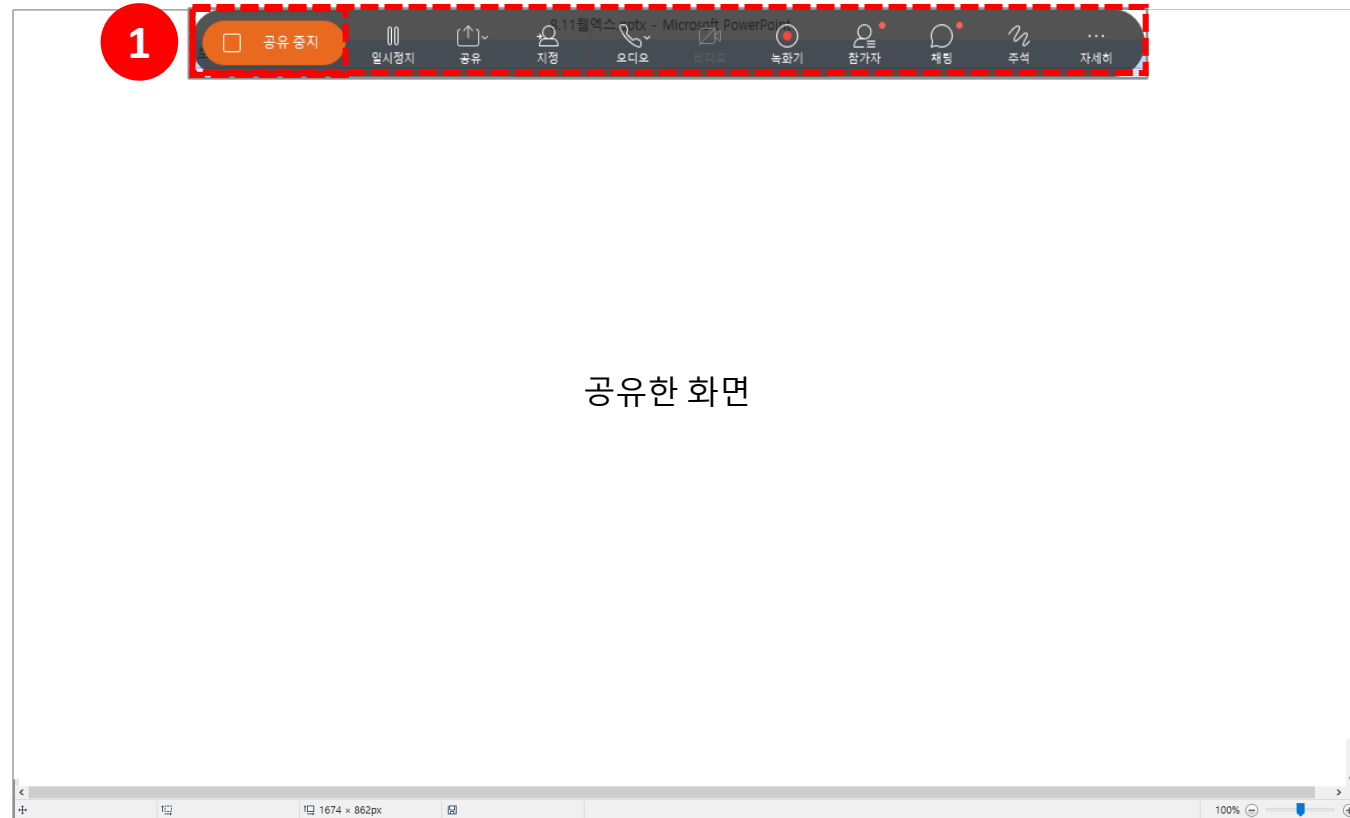 1
8.11웹엑스.pptx - Microsoft PowerPoint
공유 중지
일시정지 공유 지정 오디오 비디오 녹화기 참가자 채팅 주석 자세히
공유한 화면
1674 × 862px
100%